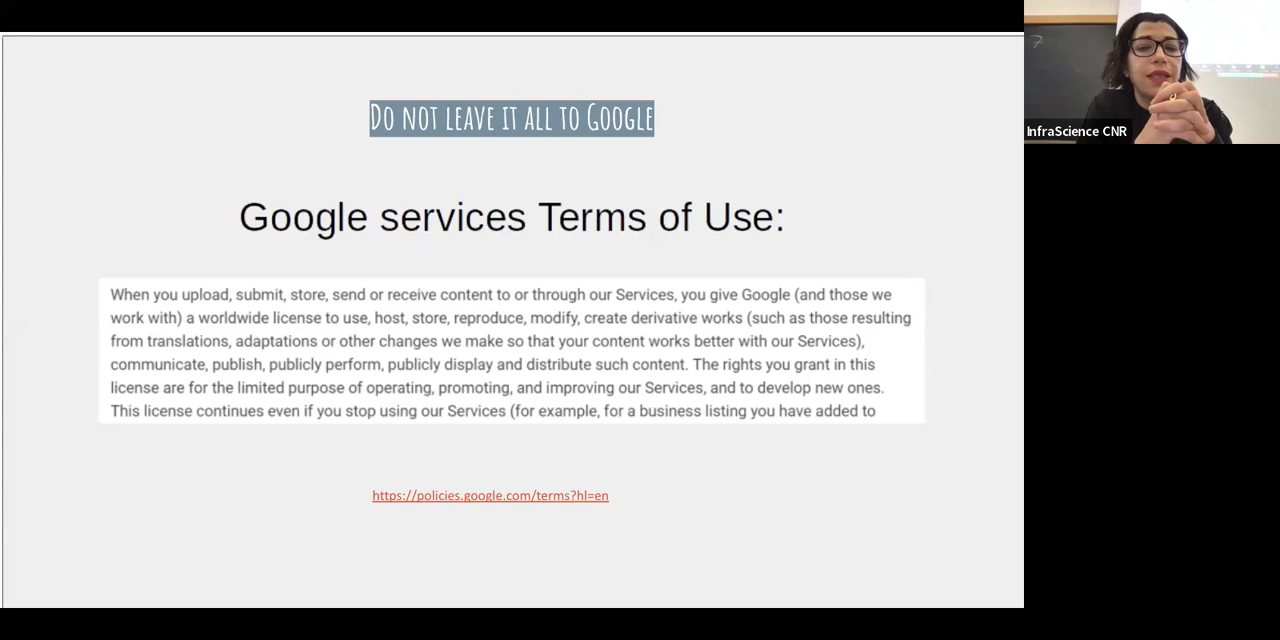 Do not leave it all to Google
Google services Terms of Use:
When you upload, submit, store, send or receive content to or through our Services, you give Google (and those we
work with) a worldwide license to use, host, store, reproduce, modify, create derivative works (such as those resulting
from translations, adaptations or other changes we make so that your content works better with our Services),
communicate, publish, publicly perform, publicly display and distribute such content. The rights you grant in this
license are for the limited purpose of operating, promoting, and improving our Services, and to develop new ones.
This license continues even if you stop using our Services (for example, for a business listing you have added to
https://policies.google.com/terms?hl=en
InfraScience CNR